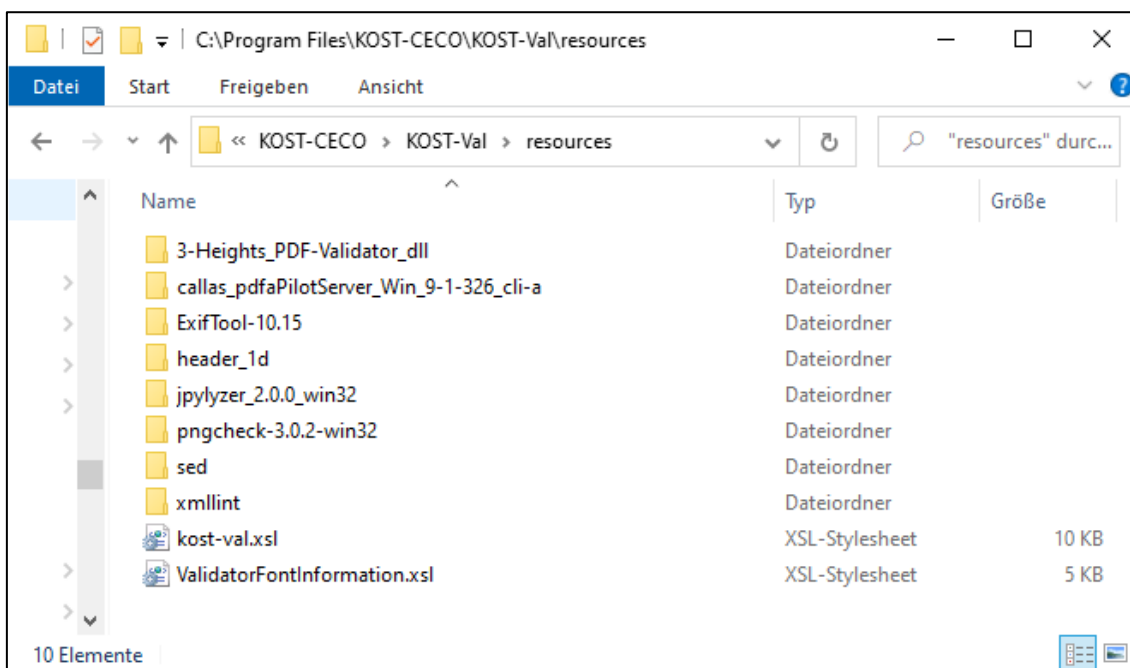 C:\Program Files\KOST-CECO\KOST-Val\resources
Datei Start Freigeben Ansicht ?
« KOST-CECO > KOST-Val > resources "resources" durc...
Name Typ Größe
3-Heights_PDF-Validator_dll Dateiordner
callas_pdfaPilotServer_Win_9-1-326_cli-a Dateiordner
ExifTool-10.15 Dateiordner
header_1d Dateiordner
jpylyzer_2.0.0_win32 Dateiordner
pngcheck-3.0.2-win32 Dateiordner
sed Dateiordner
xmllint Dateiordner
kost-val.xsl XSL-Stylesheet 10 KB
ValidatorFontInformation.xsl XSL-Stylesheet 5 KB
10 Elemente